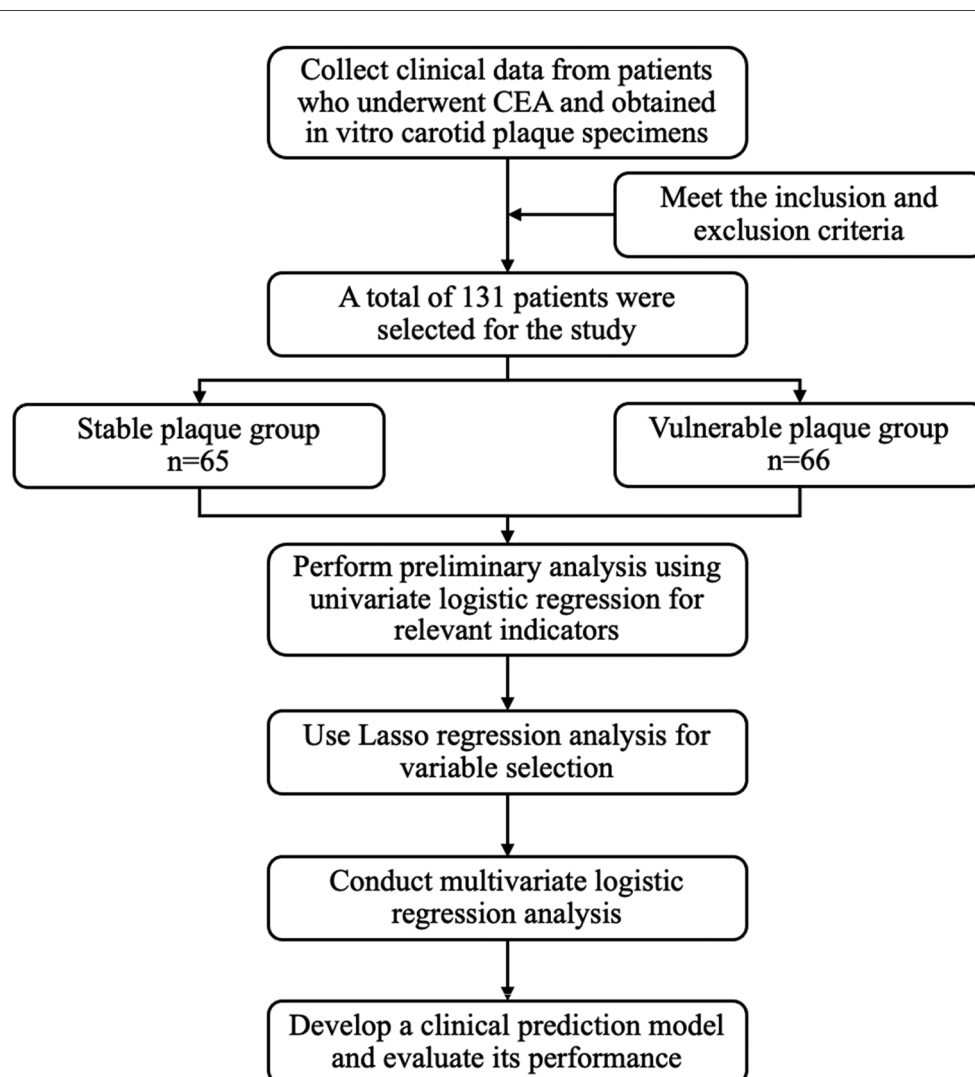 Collect clinical data from patients
who underwent CEA and obtained
in vitro carotid plaque specimens
Meet the inclusion and
exclusion criteria
A total of 131 patients were
selected for the study
Stable plaque group
n=65
Vulnerable plaque group
n=66
Perform preliminary analysis using
univariate logistic regression for
relevant indicators
Use Lasso regression analysis for
variable selection
Conduct multivariate logistic
regression analysis
Develop a clinical prediction model
and evaluate its performance